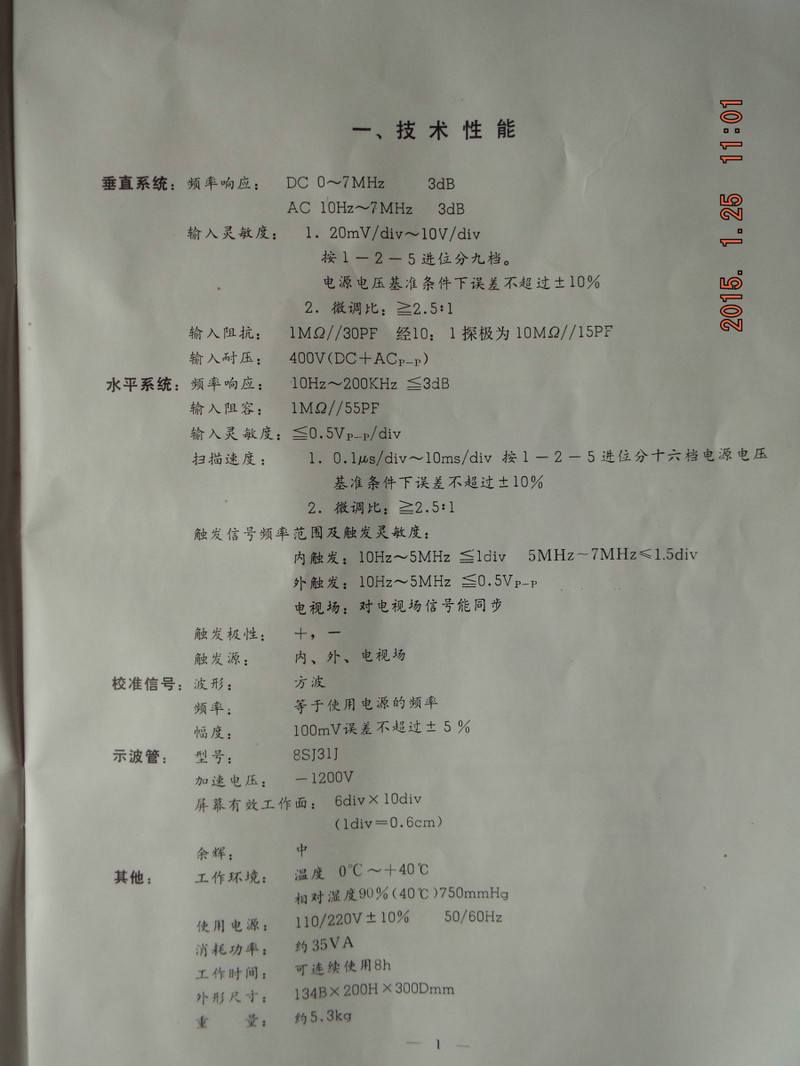 一、技术性能
垂直系统：频率响应： DC 0～7MHz 3dB
AC 10Hz～7MHz 3dB
输入灵敏度： 1．20mV/div～10V/div
按1－2－5进位分九档。
电源电压基准条件下误差不超过±10%
2．微调比：≧2.5:1
输入阻抗： 1MΩ//30PF 经10：1探极为10MΩ//15PF
输入耐压： 400V(DC＋ACP-P)
水平系统：频率响应： 10Hz～200KHz ≦3dB
输入阻容： 1MΩ//55PF
输入灵敏度：≦0.5VP-P/div
扫描速度： 1．0.1μs/div～10ms/div 按1－2－5进位分十六档电源电压
基准条件下误差不超过±10%
2．微调比：≧2.5:1
触发信号频率范围及触发灵敏度：
内触发：10Hz～5MHz ≦1div 5MHz～7MHz≤1.5div
外触发：10Hz～5MHz ≦0.5VP-P
电视场：对电视场信号能同步
触发极性： ＋，－
触发源： 内、外、电视场
校准信号：波形： 方波
频率： 等于使用电源的频率
幅度： 100mV误差不超过±5%
示波管： 型号： 8SJ31J
加速电压： －1200V
屏幕有效工作面： 6div×10div
(1div＝0.6cm)
余辉： 中
其他： 工作环境： 温度 0℃～+40℃
相对湿度90%(40℃)750mmHg
使用电源： 110/220V±10% 50/60Hz
消耗功率： 约35VA
工作时间： 可连续使用8h
外形尺寸： 134B×200H×300Dmm
重量： 约5.3kg
— 1 —
2015. 1.25 11:01